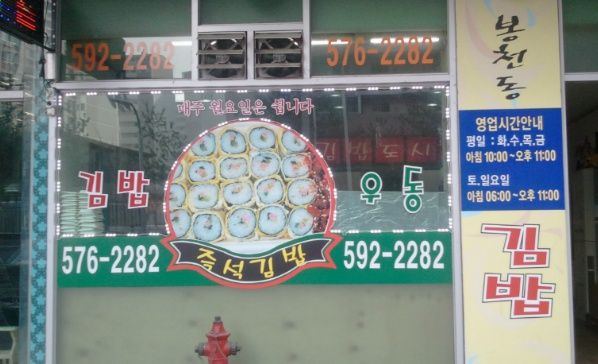 592-2282
576-2282
매주 월요일은 쉽니다
김밥
우동
576-2282
즉석김밥
592-2282
봉천동
영업시간안내
평일 : 화,수,목,금
아침 10:00~오후 11:00
토,일요일
아침 06:00~오후 11:00
김밥